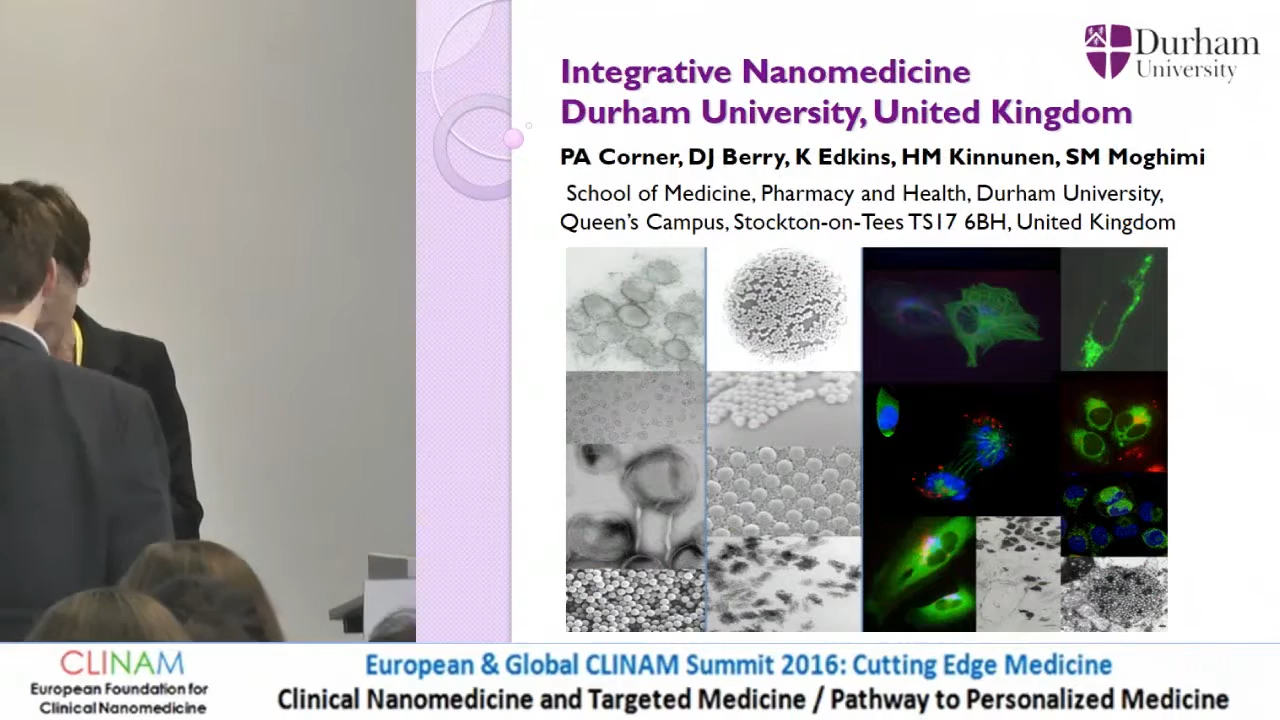 Integrative Nanomedicine
Durham University, United Kingdom
Durham
University
PA Corner, DJ Berry, K Edkins, HM Kinnunen, SM Moghimi
School of Medicine, Pharmacy and Health, Durham University,
Queen's Campus, Stockton-on-Tees TS17 6BH, United Kingdom
CLINAM
European Foundation for
Clinical Nanomedicine
European & Global CLINAM Summit 2016: Cutting Edge Medicine
Clinical Nanomedicine and Targeted Medicine / Pathway to Personalized Medicine